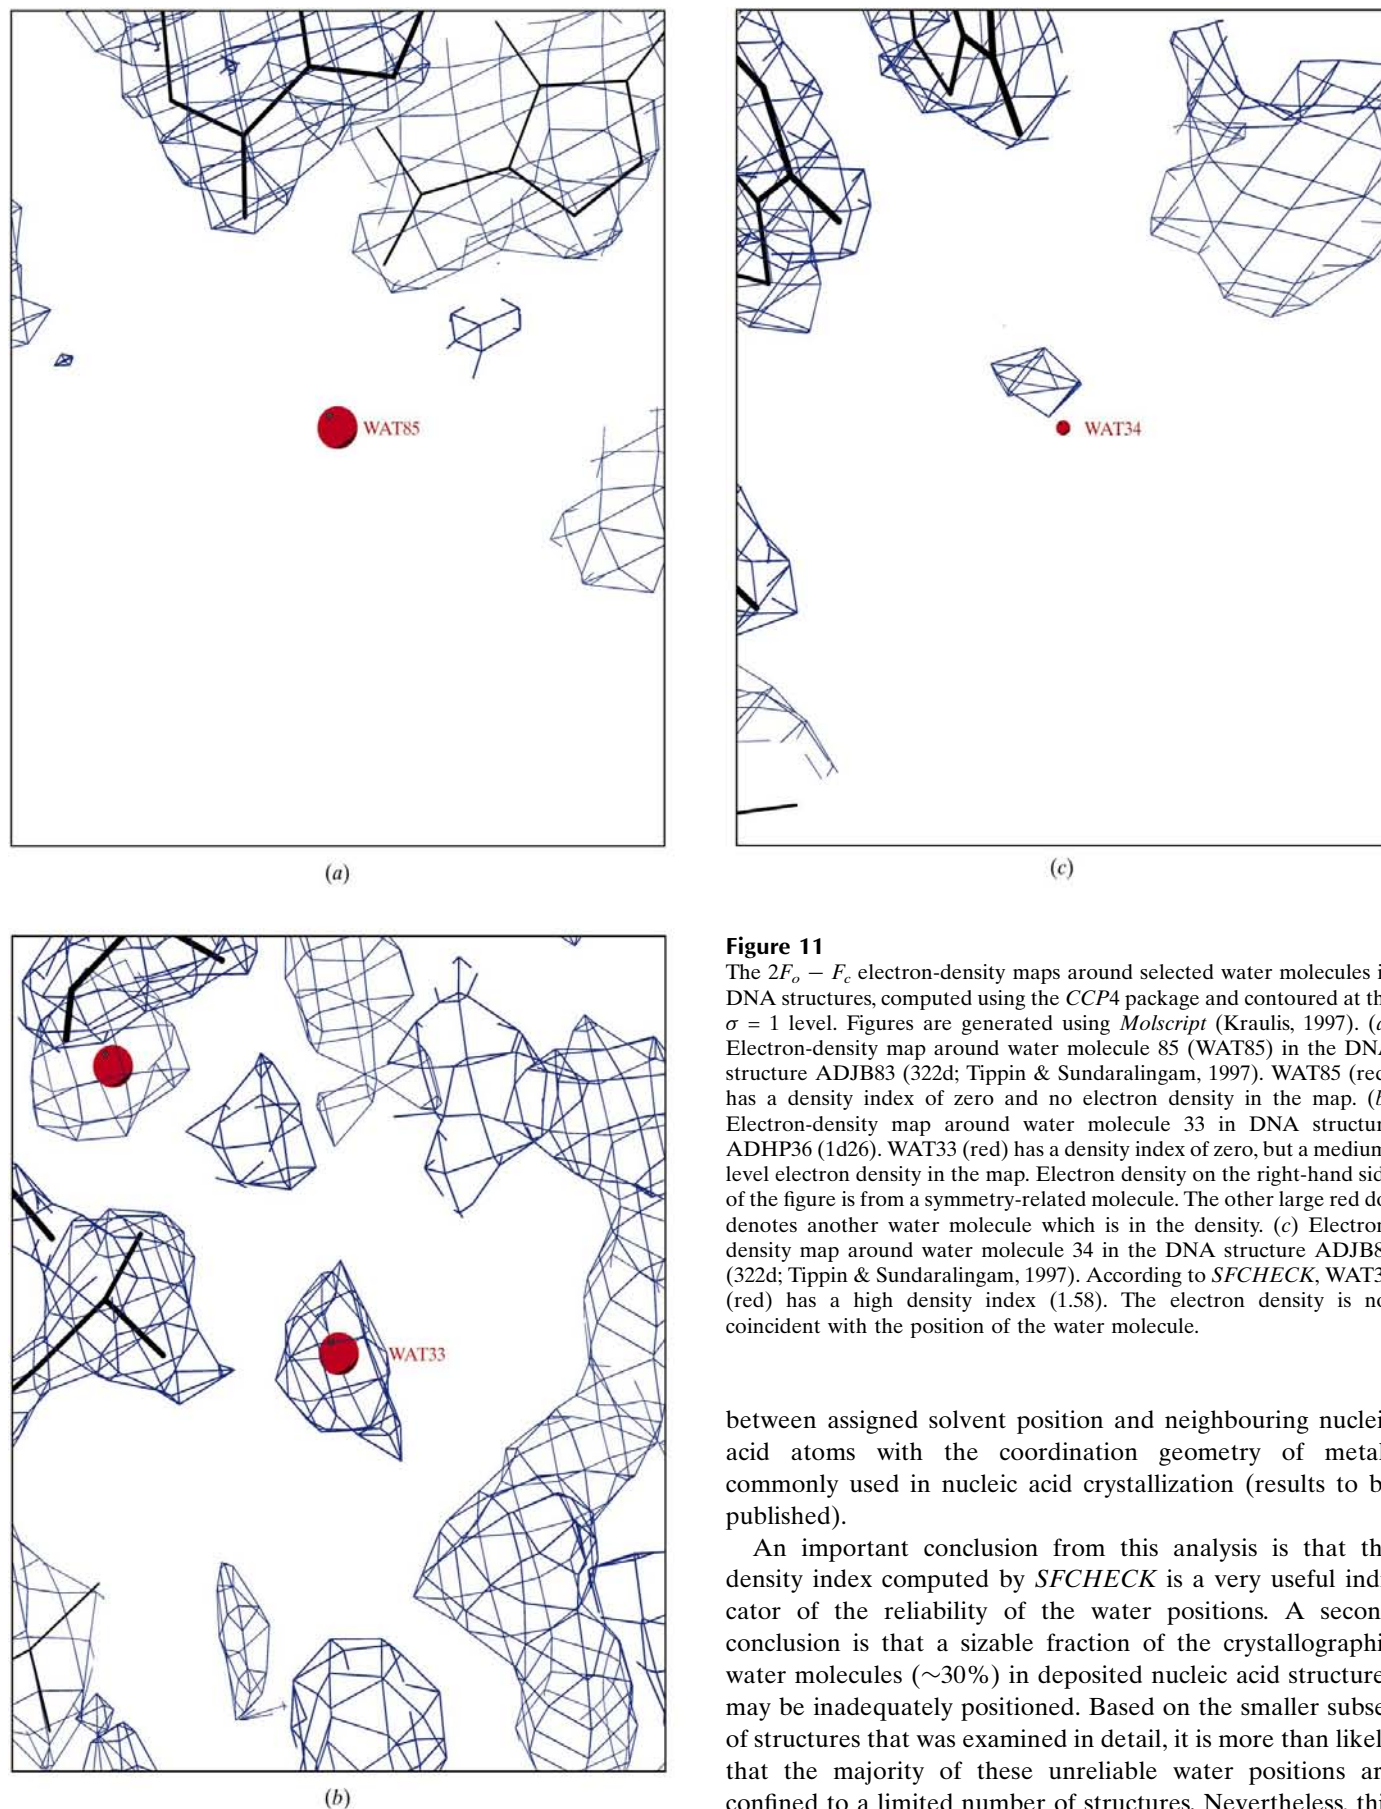 WAT85
(a)
WAT34
(c)
WAT33
(b)
Figure 11
The 2Fo − Fc electron-density maps around selected water molecules i
DNA structures, computed using the CCP4 package and contoured at th
σ = 1 level. Figures are generated using Molscript (Kraulis, 1997). (a
Electron-density map around water molecule 85 (WAT85) in the DNA
structure ADJB83 (322d; Tippin & Sundaralingam, 1997). WAT85 (red
has a density index of zero and no electron density in the map. (b
Electron-density map around water molecule 33 in DNA structur
ADHP36 (1d26). WAT33 (red) has a density index of zero, but a medium
level electron density in the map. Electron density on the right-hand sid
of the figure is from a symmetry-related molecule. The other large red do
denotes another water molecule which is in the density. (c) Electron
density map around water molecule 34 in the DNA structure ADJB8
(322d; Tippin & Sundaralingam, 1997). According to SFCHECK, WAT3
(red) has a high density index (1.58). The electron density is no
coincident with the position of the water molecule.
between assigned solvent position and neighbouring nuclei
acid atoms with the coordination geometry of metal
commonly used in nucleic acid crystallization (results to b
published).
An important conclusion from this analysis is that th
density index computed by SFCHECK is a very useful indi
cator of the reliability of the water positions. A secon
conclusion is that a sizable fraction of the crystallographi
water molecules (∼30%) in deposited nucleic acid structure
may be inadequately positioned. Based on the smaller subse
of structures that was examined in detail, it is more than likel
that the majority of these unreliable water positions ar
confined to a limited number of structures. Nevertheless, thi